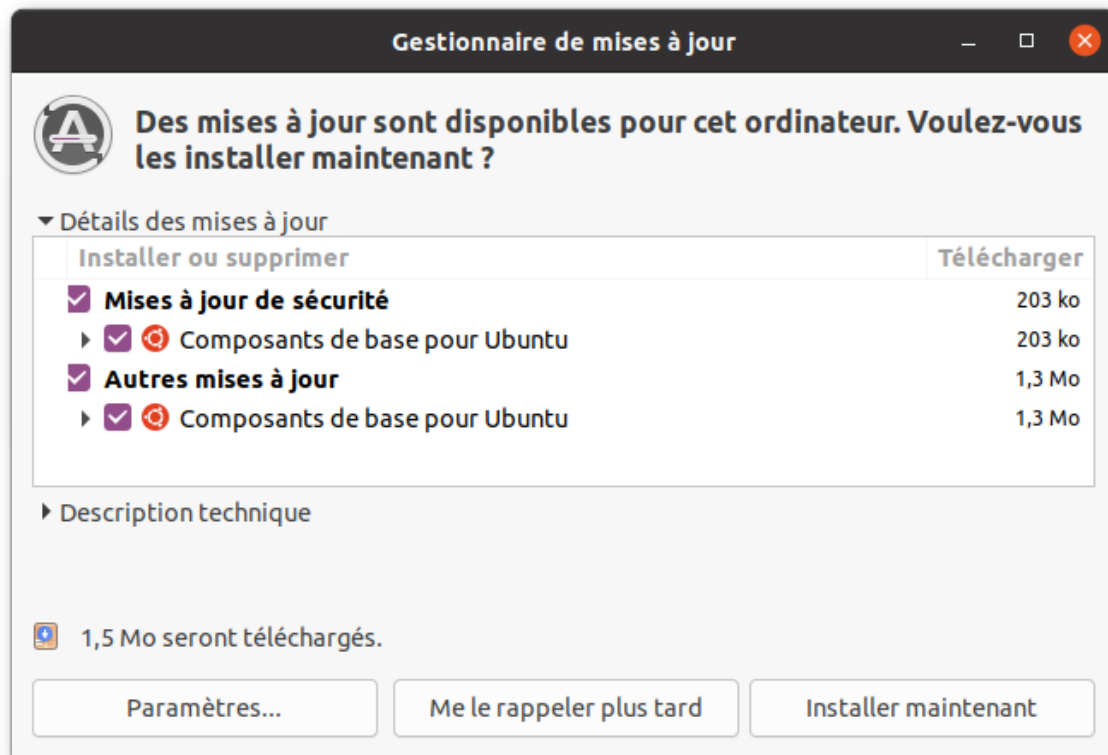 Gestionnaire de mises à jour
Des mises à jour sont disponibles pour cet ordinateur. Voulez-vous
les installer maintenant ?
Détails des mises à jour
Installer ou supprimer Télécharger
Mises à jour de sécurité 203 ko
Composants de base pour Ubuntu 203 ko
Autres mises à jour 1,3 Mo
Composants de base pour Ubuntu 1,3 Mo
Description technique
1,5 Mo seront téléchargés.
Paramètres... Me le rappeler plus tard Installer maintenant